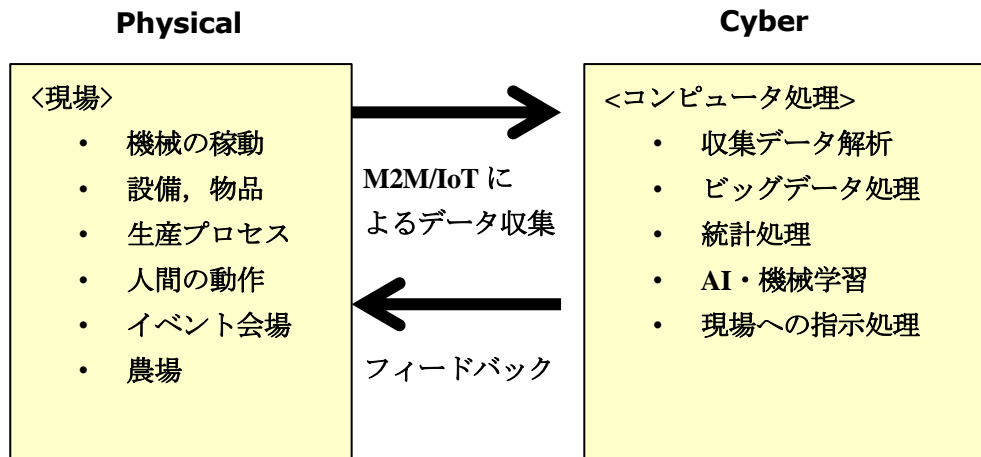 Physical
Cyber
〈現場〉
• 機械の稼動
• 設備，物品
• 生産プロセス
• 人間の動作
• イベント会場
• 農場
M2M/IoT に
よるデータ収集
フィードバック
<コンピュータ処理>
• 収集データ解析
• ビッグデータ処理
• 統計処理
• AI・機械学習
• 現場への指示処理